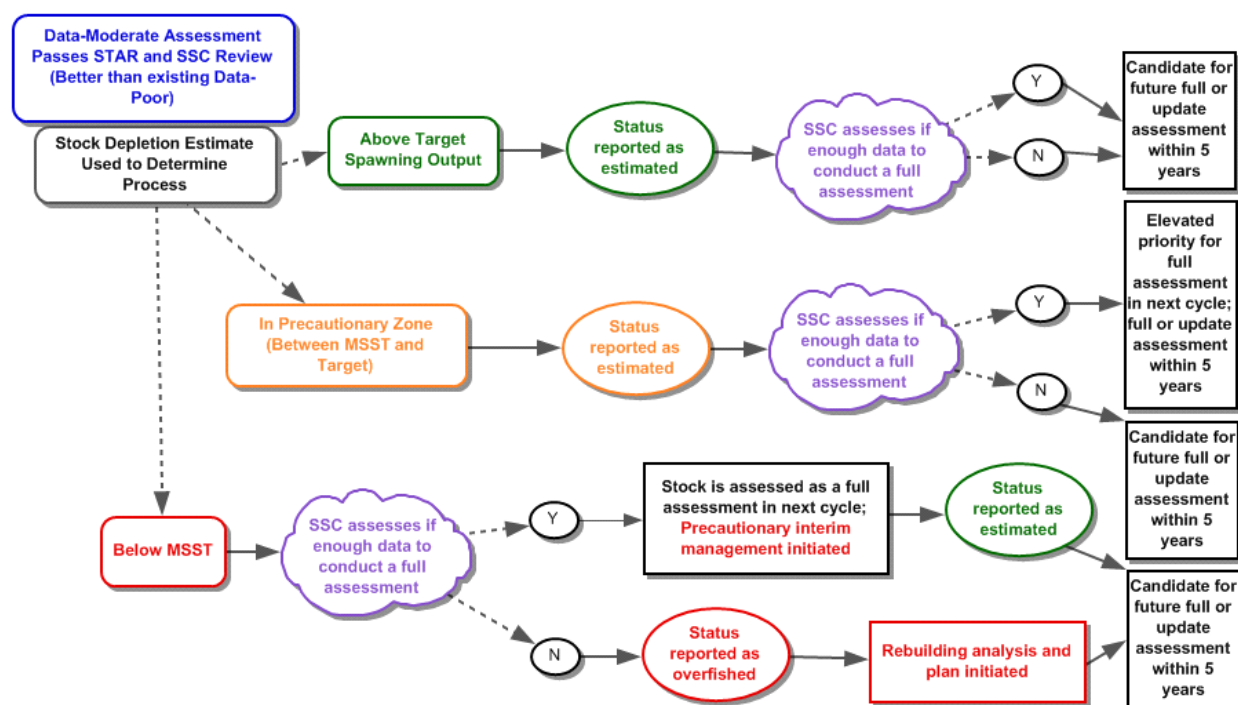 Data-Moderate Assessment
Passes STAR and SSC Review
(Better than existing Data-
Poor)
Stock Depletion Estimate
Used to Determine
Process
Above Target
Spawning Output
Status
reported as
estimated
SSC assesses if
enough data to
conduct a full
assessment
Y
N
Candidate for
future full or
update
assessment
within 5
years
In Precautionary Zone
(Between MSST and
Target)
Status
reported as
estimated
SSC assesses if
enough data to
conduct a full
assessment
Y
N
Elevated
priority for
full
assessment
in next cycle;
full or update
assessment
within 5
years
Candidate for
future full or
update
assessment
within 5
years
Below MSST
SSC assesses if
enough data to
conduct a full
assessment
Y
Stock is assessed as a full
assessment in next cycle;
Precautionary interim
management initiated
Status
reported as
estimated
N
Status
reported as
overfished
Rebuilding analysis and
plan initiated
Candidate for
future full or
update
assessment
within 5
years